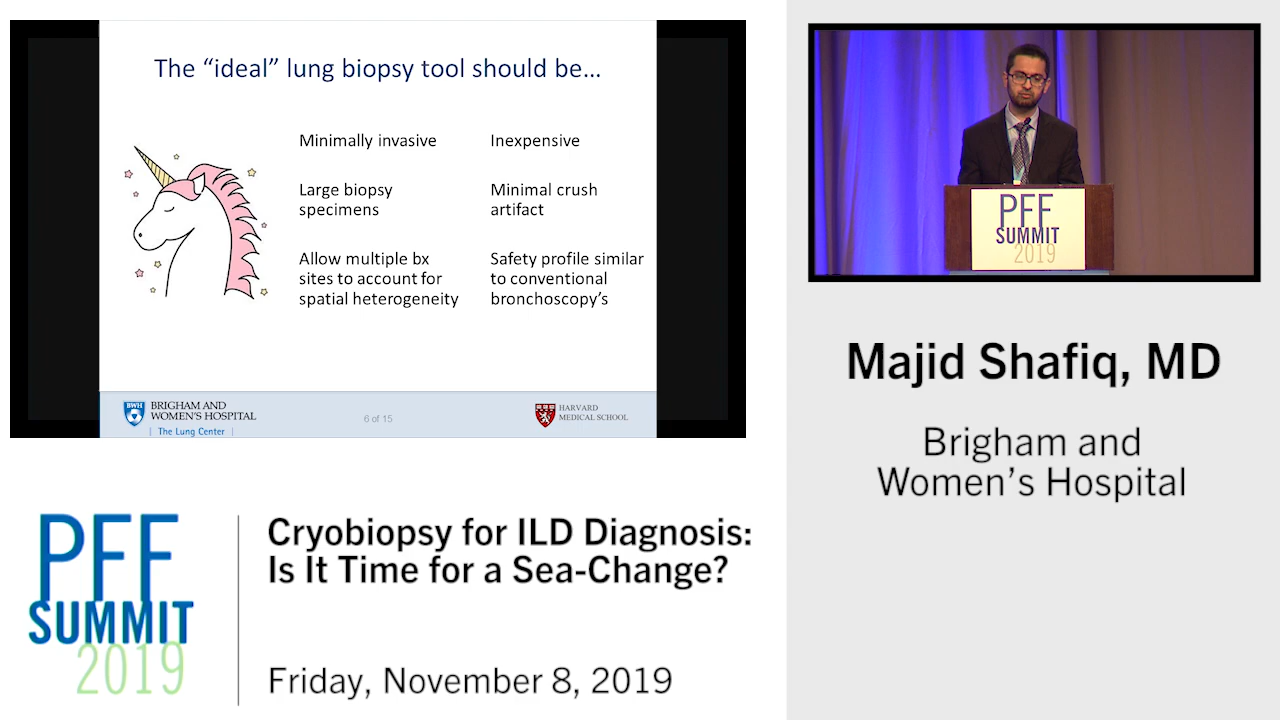 The “ideal” lung biopsy tool should be...
Minimally invasive
Inexpensive
Large biopsy
specimens
Minimal crush
artifact
Allow multiple bx
sites to account for
spatial heterogeneity
Safety profile similar
to conventional
bronchoscopy’s
BWH
BRIGHAM AND
WOMEN'S HOSPITAL
| The Lung Center |
6 of 15
HARVARD
MEDICAL SCHOOL
PFF
SUMMIT
2019
Majid Shafiq, MD
Brigham and
Women’s Hospital
PFF
SUMMIT
2019
Cryobiopsy for ILD Diagnosis:
Is It Time for a Sea-Change?
Friday, November 8, 2019